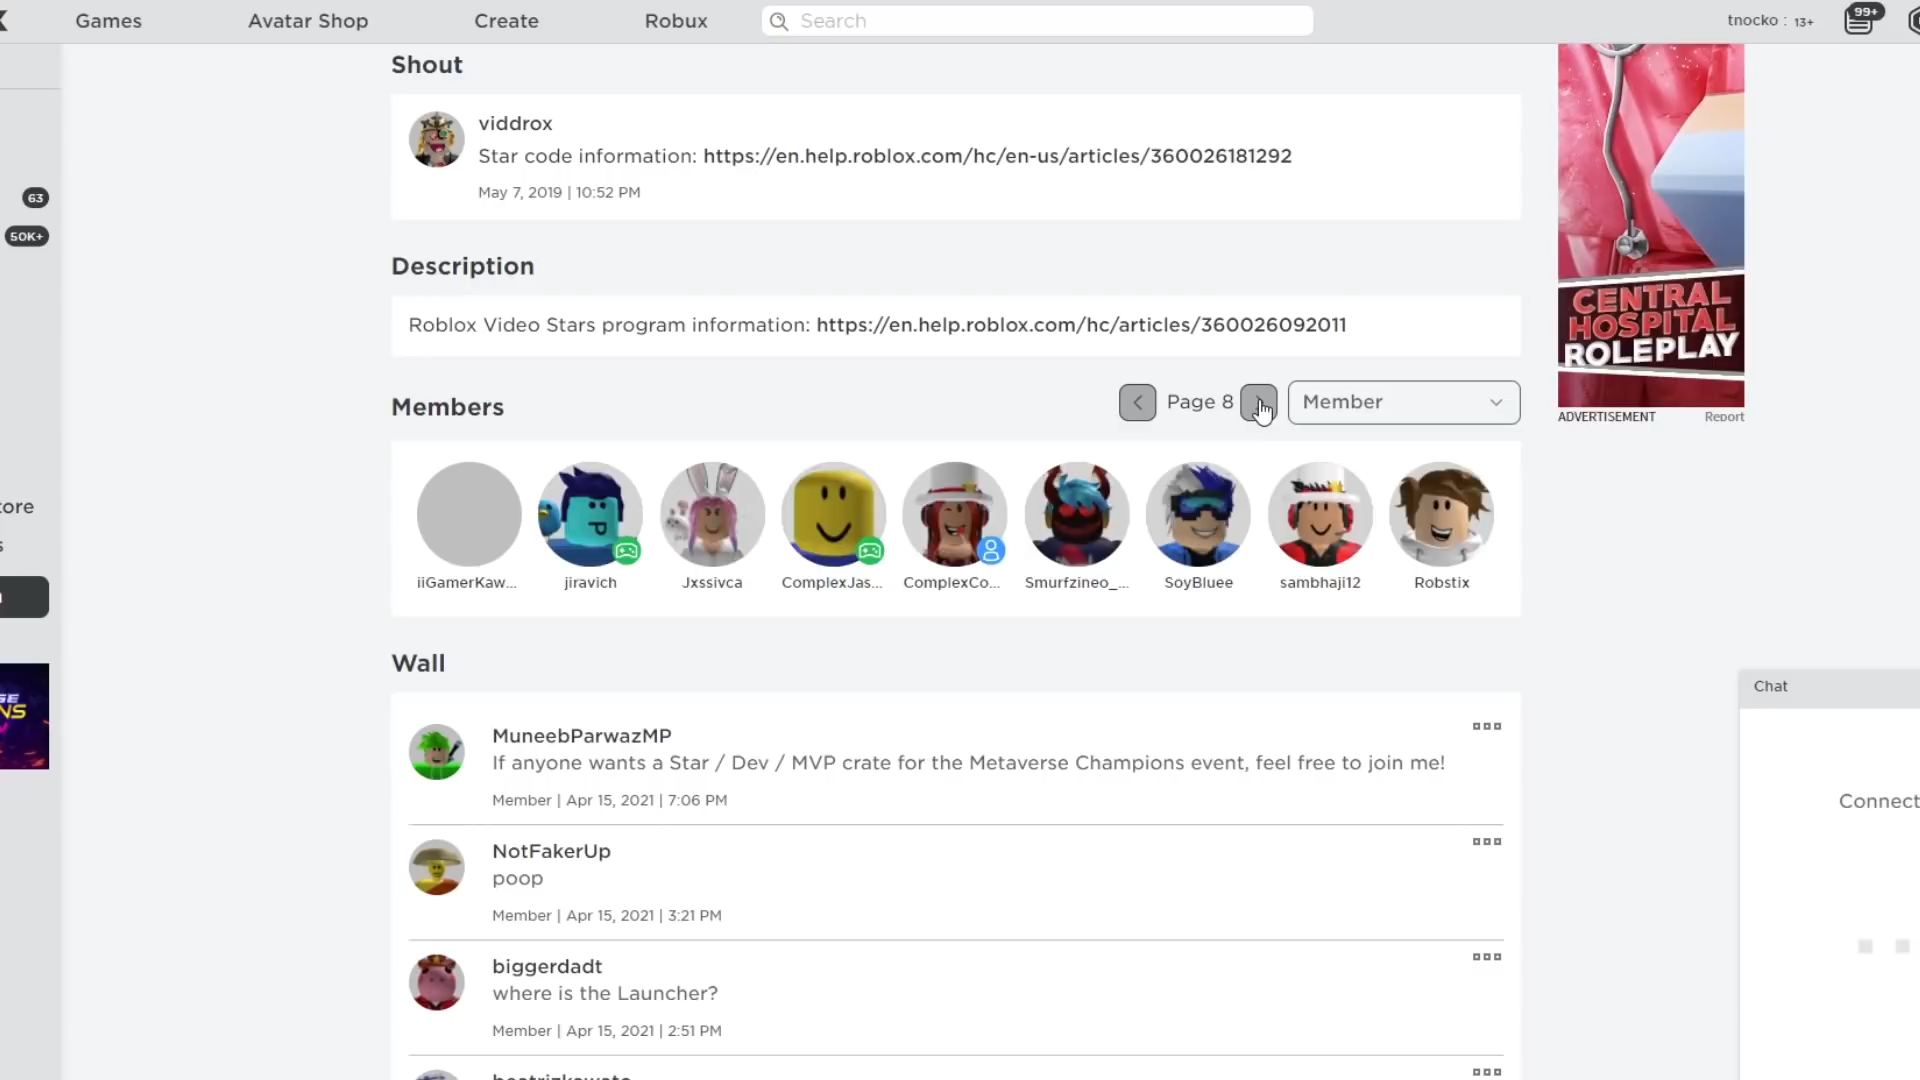 Games
Avatar Shop
Create
Robux
Search
tnocko : 13+
99+
Shout
viddrox
Star code information: https://en.help.roblox.com/hc/en-us/articles/360026181292
May 7, 2019 | 10:52 PM
63
50K+
Description
Roblox Video Stars program information: https://en.help.roblox.com/hc/articles/360026092011
CENTRAL
HOSPITAL
ROLEPLAY
ADVERTISEMENT
Report
Members
Page 8
Member
iiGamerKaw...
jiravich
Jxssivca
ComplexJas...
ComplexCo...
Smurfzineo_...
SoyBluee
sambhaji12
Robstix
Wall
MuneebParwazMP
If anyone wants a Star / Dev / MVP crate for the Metaverse Champions event, feel free to join me!
Member | Apr 15, 2021 | 7:06 PM
NotFakerUp
poop
Member | Apr 15, 2021 | 3:21 PM
biggerdadt
where is the Launcher?
Member | Apr 15, 2021 | 2:51 PM
Chat
Connect